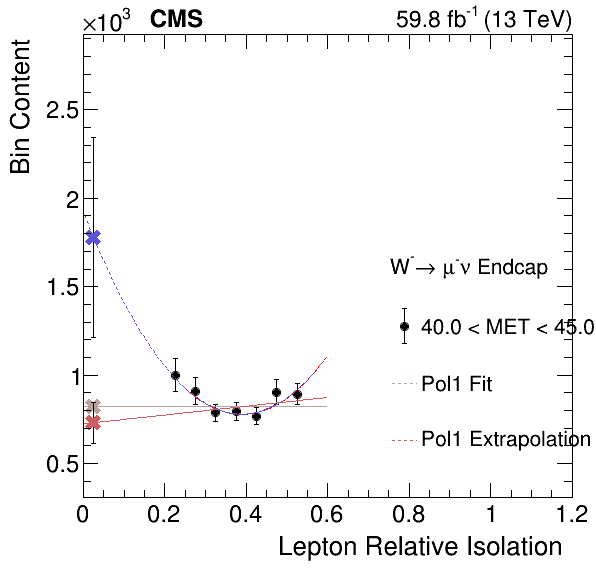 ×10³ CMS 59.8 fb⁻¹ (13 TeV)
Bin Content
2.5
2
1.5
1
0.5
W⁻→ μ⁻ν Endcap
40.0 < MET < 45.0
Pol1 Fit
Pol1 Extrapolation
0 0.2 0.4 0.6 0.8 1 1.2
Lepton Relative Isolation